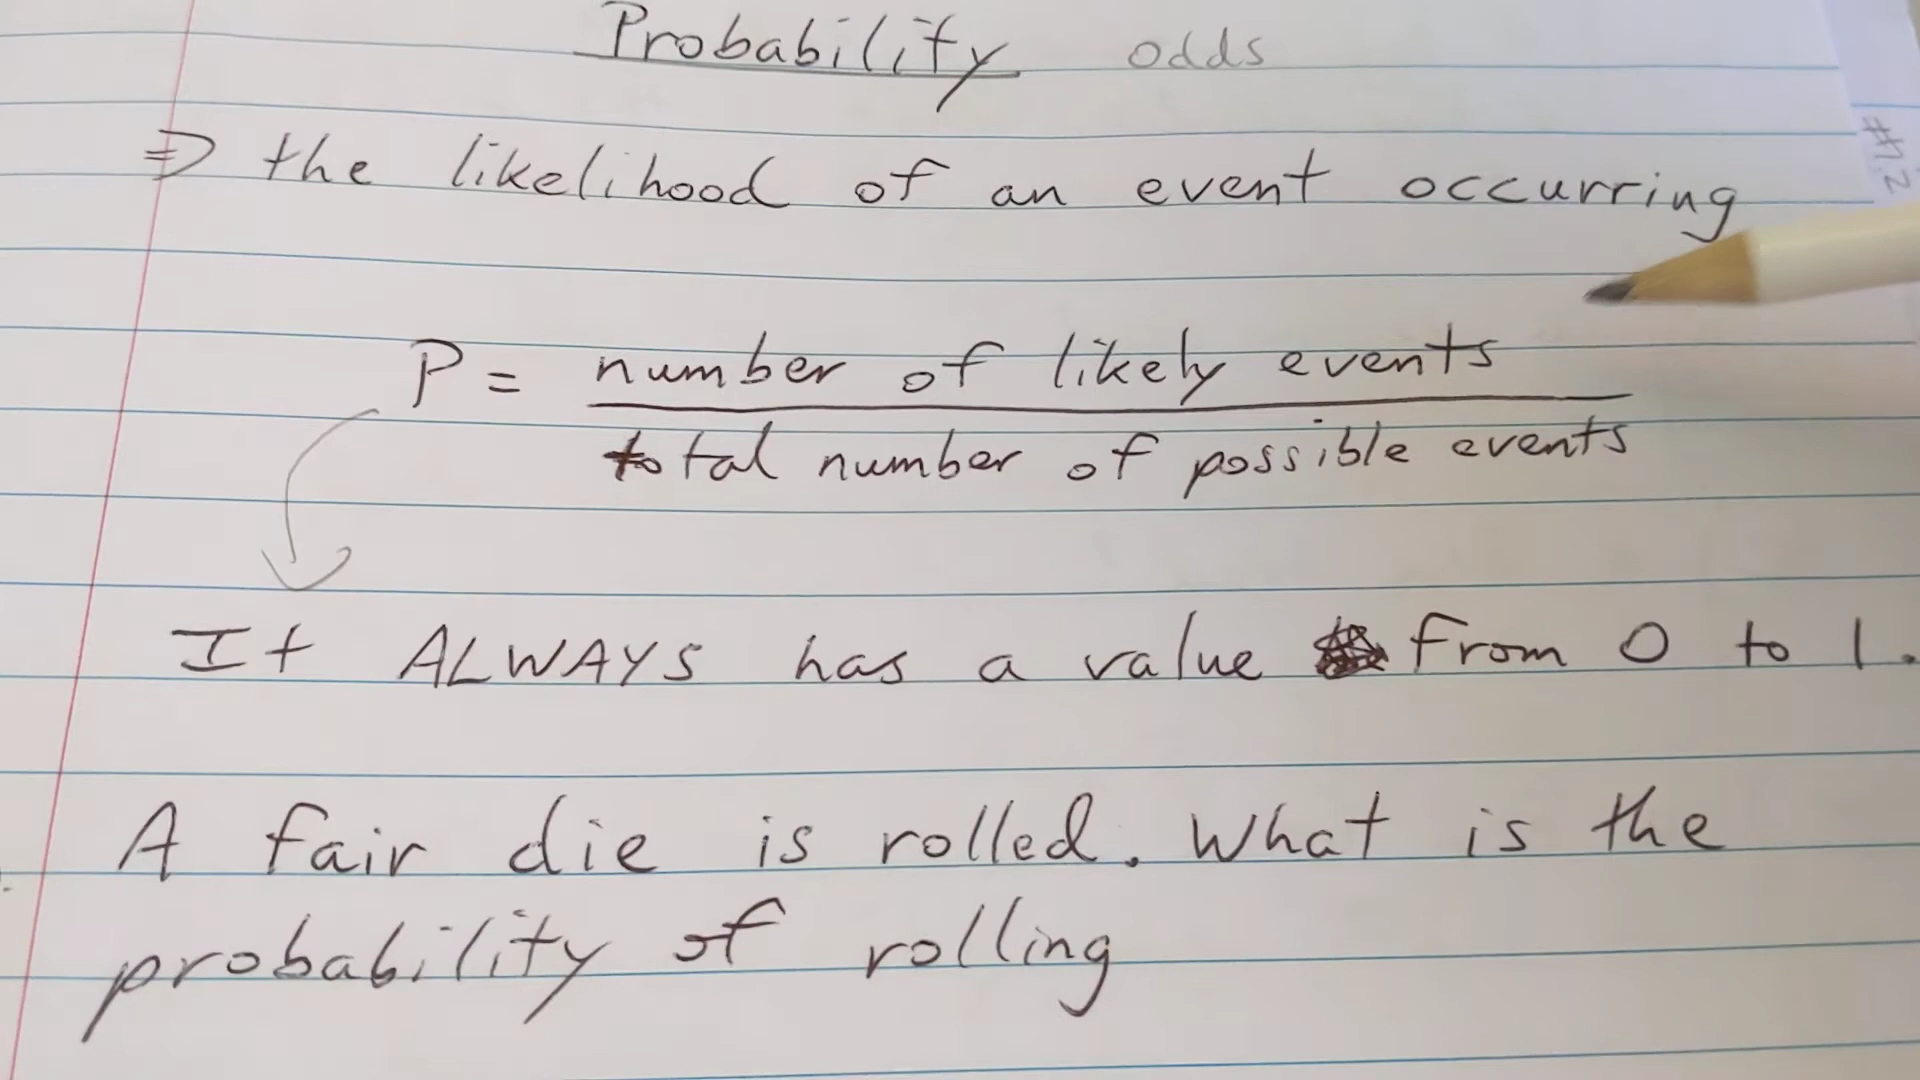 Probability odds
⇒ the likelihood of an event occurring
#12
P = number of likely events
total number of possible events
It ALWAYS has a value from 0 to 1.
A fair die is rolled. What is the
probability of rolling